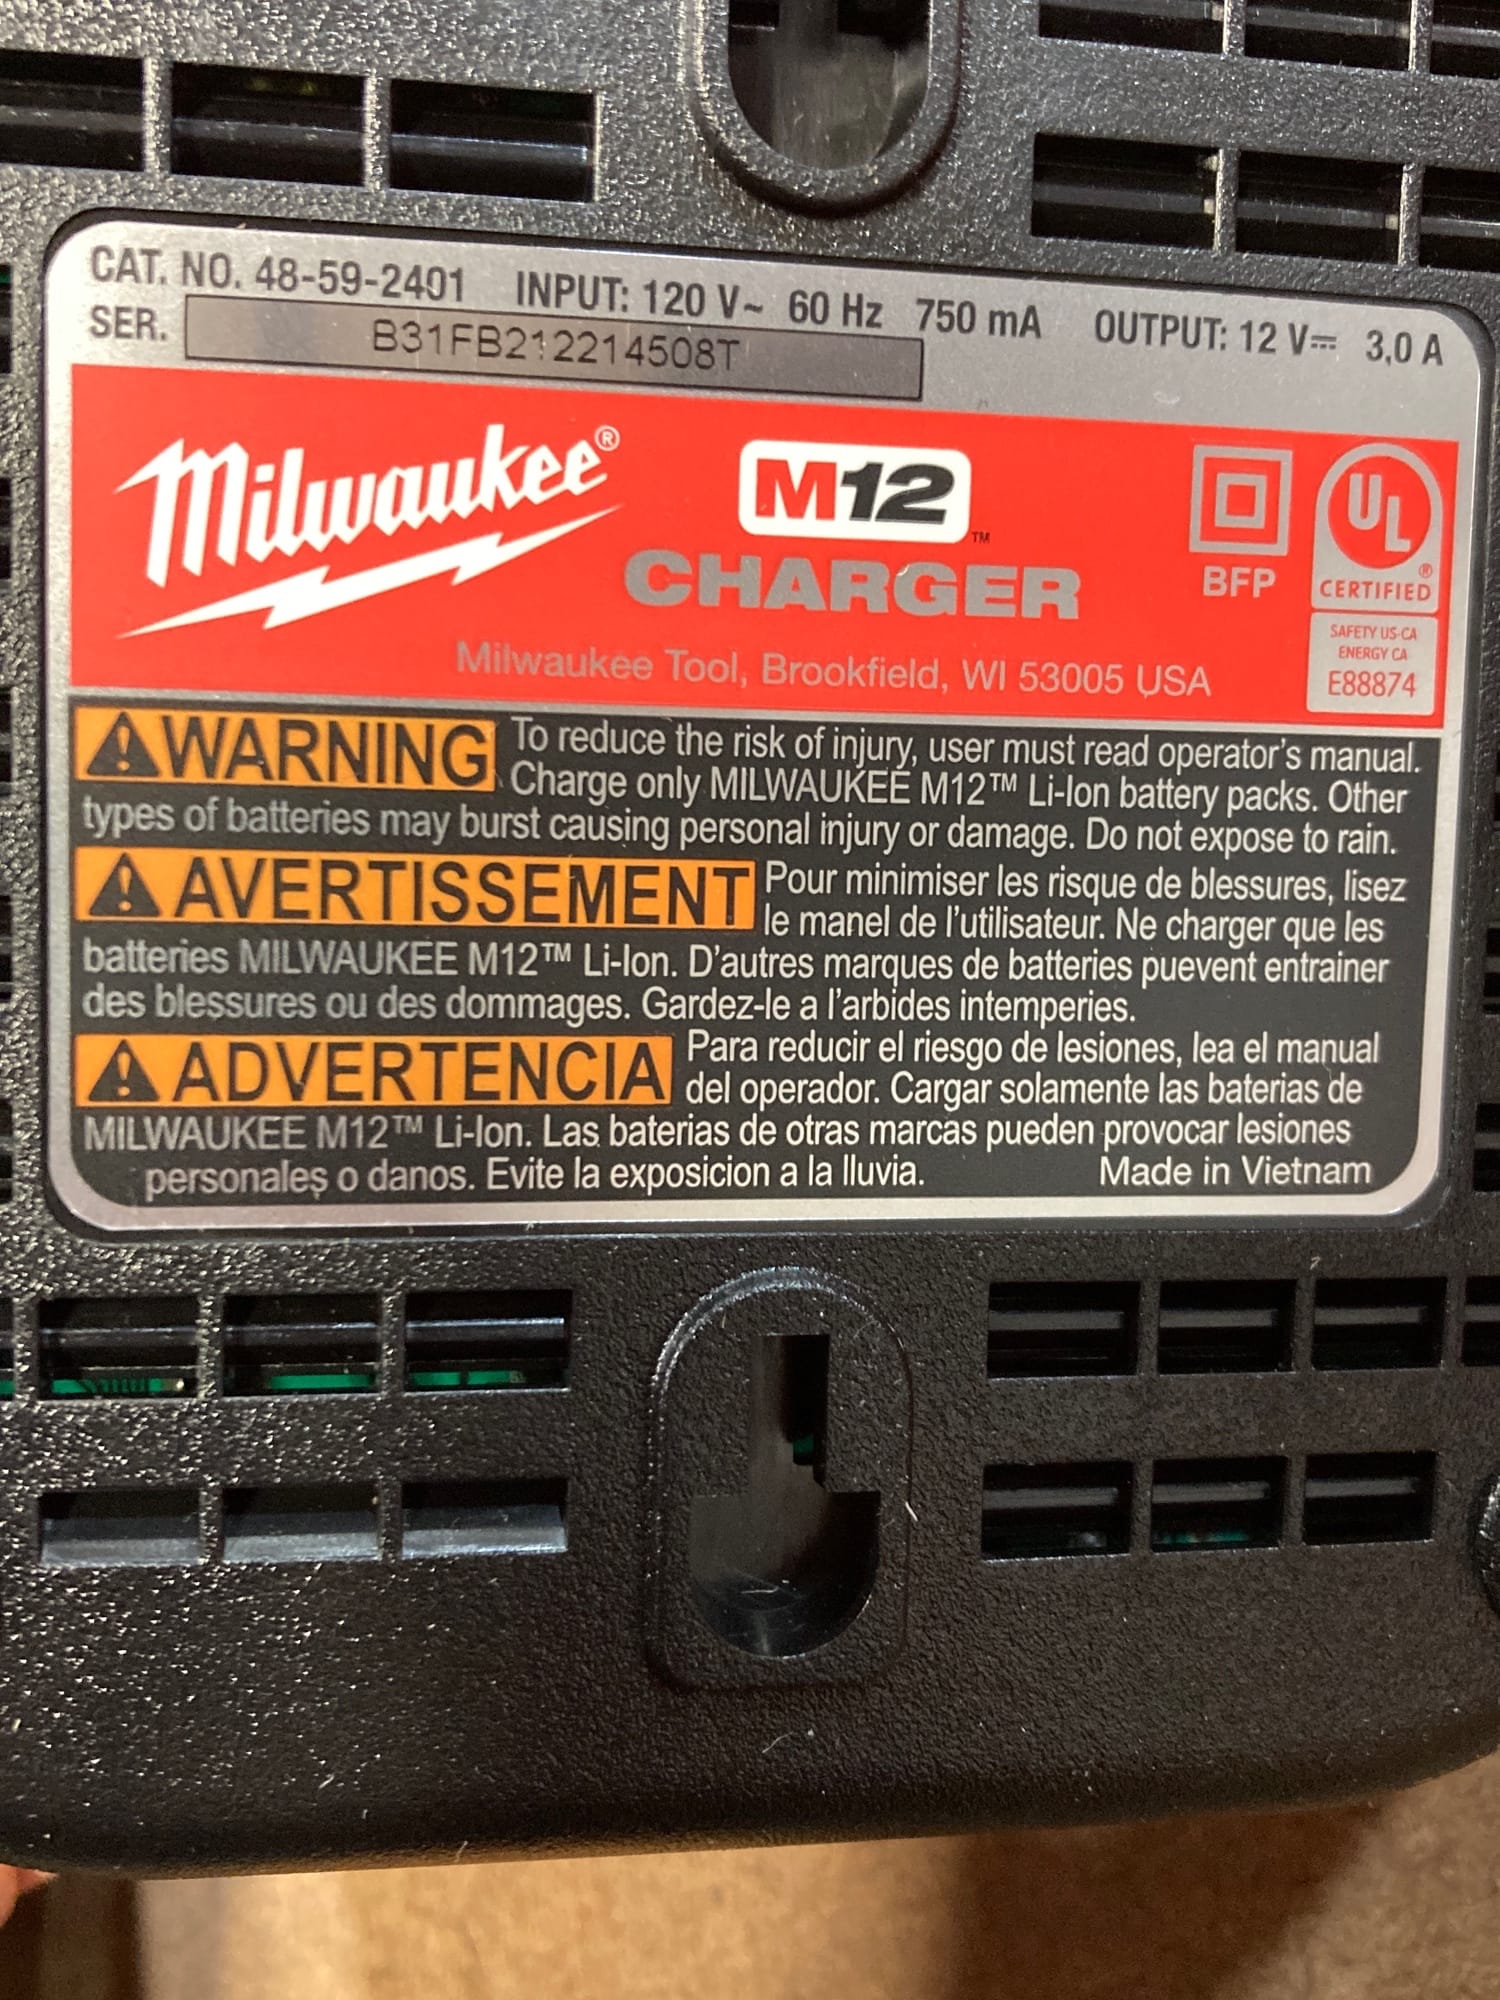 CAT. NO. 48-59-2401 INPUT: 120 V~ 60 Hz 750 mA OUTPUT: 12 V⎓ 3,0 A
SER. B31FB212214508T
Milwaukee®
M12™
CHARGER
BFP
UL®
CERTIFIED
SAFETY US-CA
ENERGY CA
E88874
Milwaukee Tool, Brookfield, WI 53005 USA
⚠WARNING To reduce the risk of injury, user must read operator's manual.
Charge only MILWAUKEE M12™ Li-Ion battery packs. Other
types of batteries may burst causing personal injury or damage. Do not expose to rain.
⚠AVERTISSEMENT Pour minimiser les risque de blessures, lisez
le manel de l'utilisateur. Ne charger que les
batteries MILWAUKEE M12™ Li-Ion. D'autres marques de batteries puevent entrainer
des blessures ou des dommages. Gardez-le a l'arbides intemperies.
⚠ADVERTENCIA Para reducir el riesgo de lesiones, lea el manual
del operador. Cargar solamente las baterias de
MILWAUKEE M12™ Li-Ion. Las baterias de otras marcas pueden provocar lesiones
personales o danos. Evite la exposicion a la lluvia. Made in Vietnam